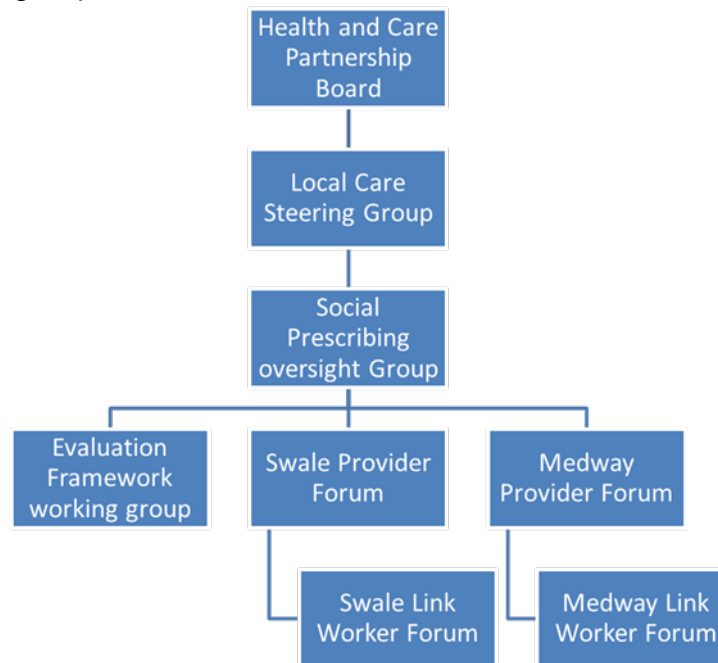 Health and Care
Partnership
Board
Local Care
Steering Group
Social
Prescribing
oversight Group
Evaluation
Framework
working group
Swale Provider
Forum
Medway
Provider Forum
Swale Link
Worker Forum
Medway Link
Worker Forum